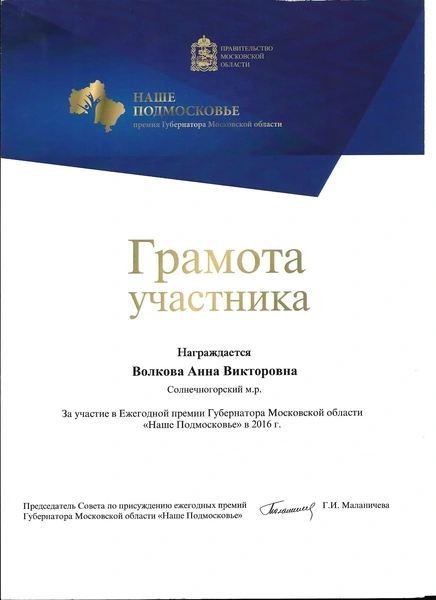 ПРАВИТЕЛЬСТВО
МОСКОВСКОЙ
ОБЛАСТИ
НАШЕ
ПОДМОСКОВЬЕ
премия Губернатора Московской области
Грамота
участника
Награждается
Волкова Анна Викторовна
Солнечногорский м.р.
За участие в Ежегодной премии Губернатора Московской области
«Наше Подмосковье» в 2016 г.
Председатель Совета по присуждению ежегодных премий
Губернатора Московской области «Наше Подмосковье»
Г.И. Маланичева